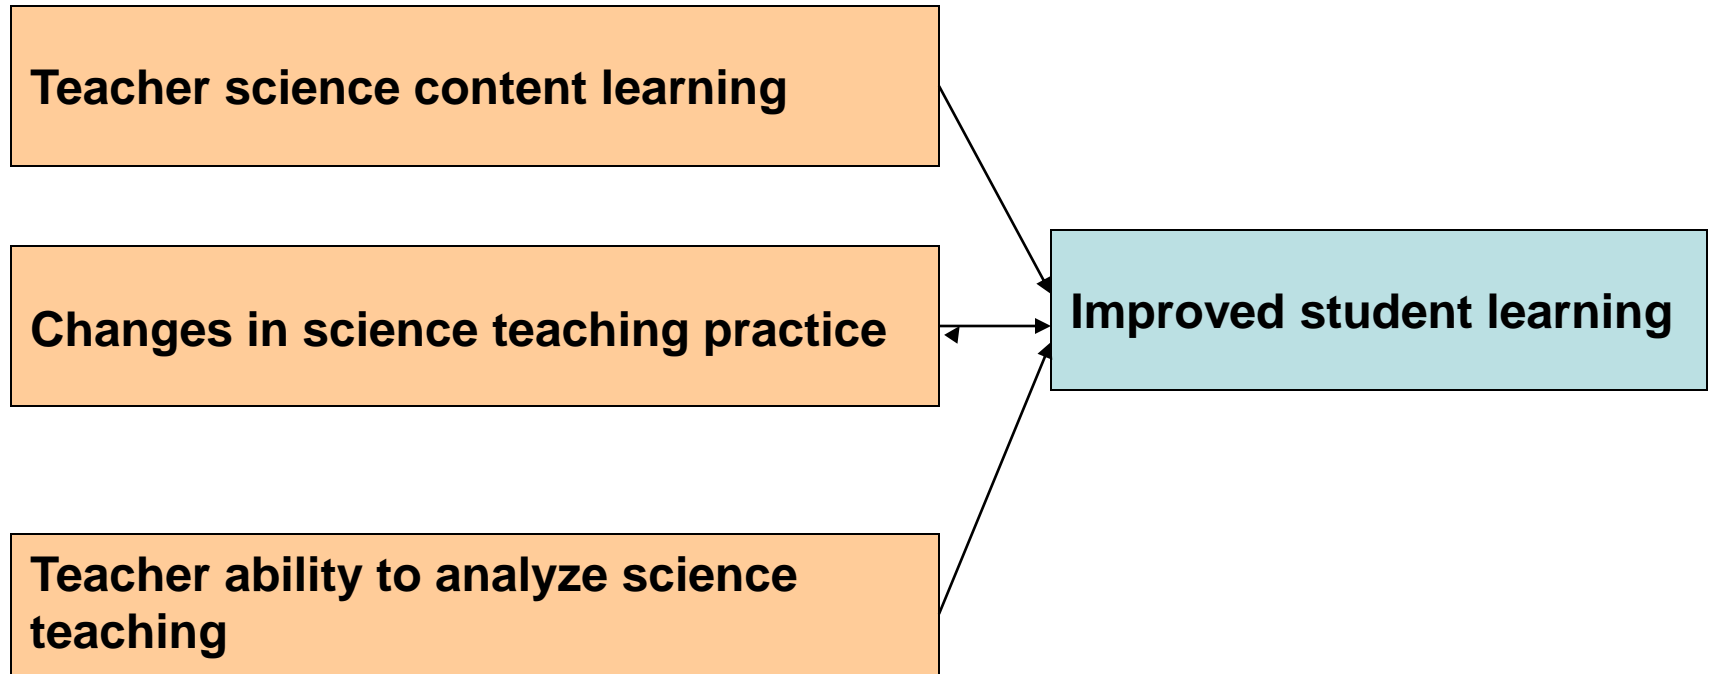 Teacher science content learning
Changes in science teaching practice
Improved student learning
Teacher ability to analyze science
teaching